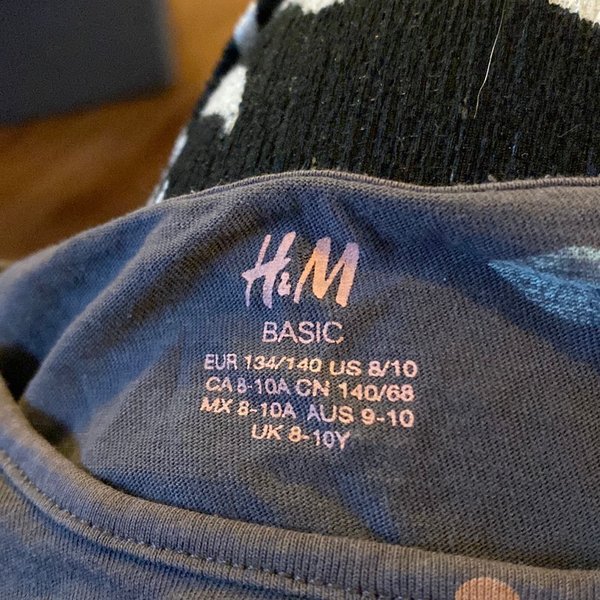 H&M
BASIC
EUR 134/140 US 8/10
CA 8-10A CN 140/68
MX 8-10A AUS 9-10
UK 8-10Y